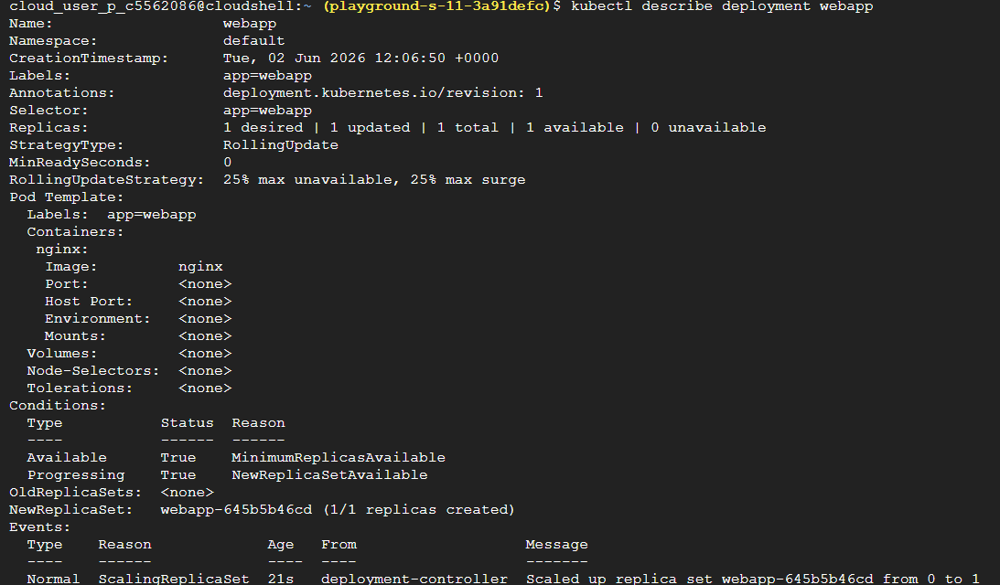 cloud_user_p_c5562086@cloudshell:~ (playground-s-11-3a91defc)$ kubectl describe deployment webapp
Name:                   webapp
Namespace:              default
CreationTimestamp:      Tue, 02 Jun 2026 12:06:50 +0000
Labels:                 app=webapp
Annotations:            deployment.kubernetes.io/revision: 1
Selector:               app=webapp
Replicas:               1 desired | 1 updated | 1 total | 1 available | 0 unavailable
StrategyType:           RollingUpdate
MinReadySeconds:        0
RollingUpdateStrategy:  25% max unavailable, 25% max surge
Pod Template:
  Labels:  app=webapp
  Containers:
   nginx:
    Image:         nginx
    Port:          <none>
    Host Port:     <none>
    Environment:   <none>
    Mounts:        <none>
  Volumes:         <none>
  Node-Selectors:  <none>
  Tolerations:     <none>
Conditions:
  Type           Status  Reason
  ----           ------  ------
  Available      True    MinimumReplicasAvailable
  Progressing    True    NewReplicaSetAvailable
OldReplicaSets:  <none>
NewReplicaSet:   webapp-645b5b46cd (1/1 replicas created)
Events:
  Type    Reason             Age   From                   Message
  ----    ------             ----  ----                   -------
  Normal  ScalingReplicaSet  21s   deployment-controller  Scaled up replica set webapp-645b5b46cd from 0 to 1